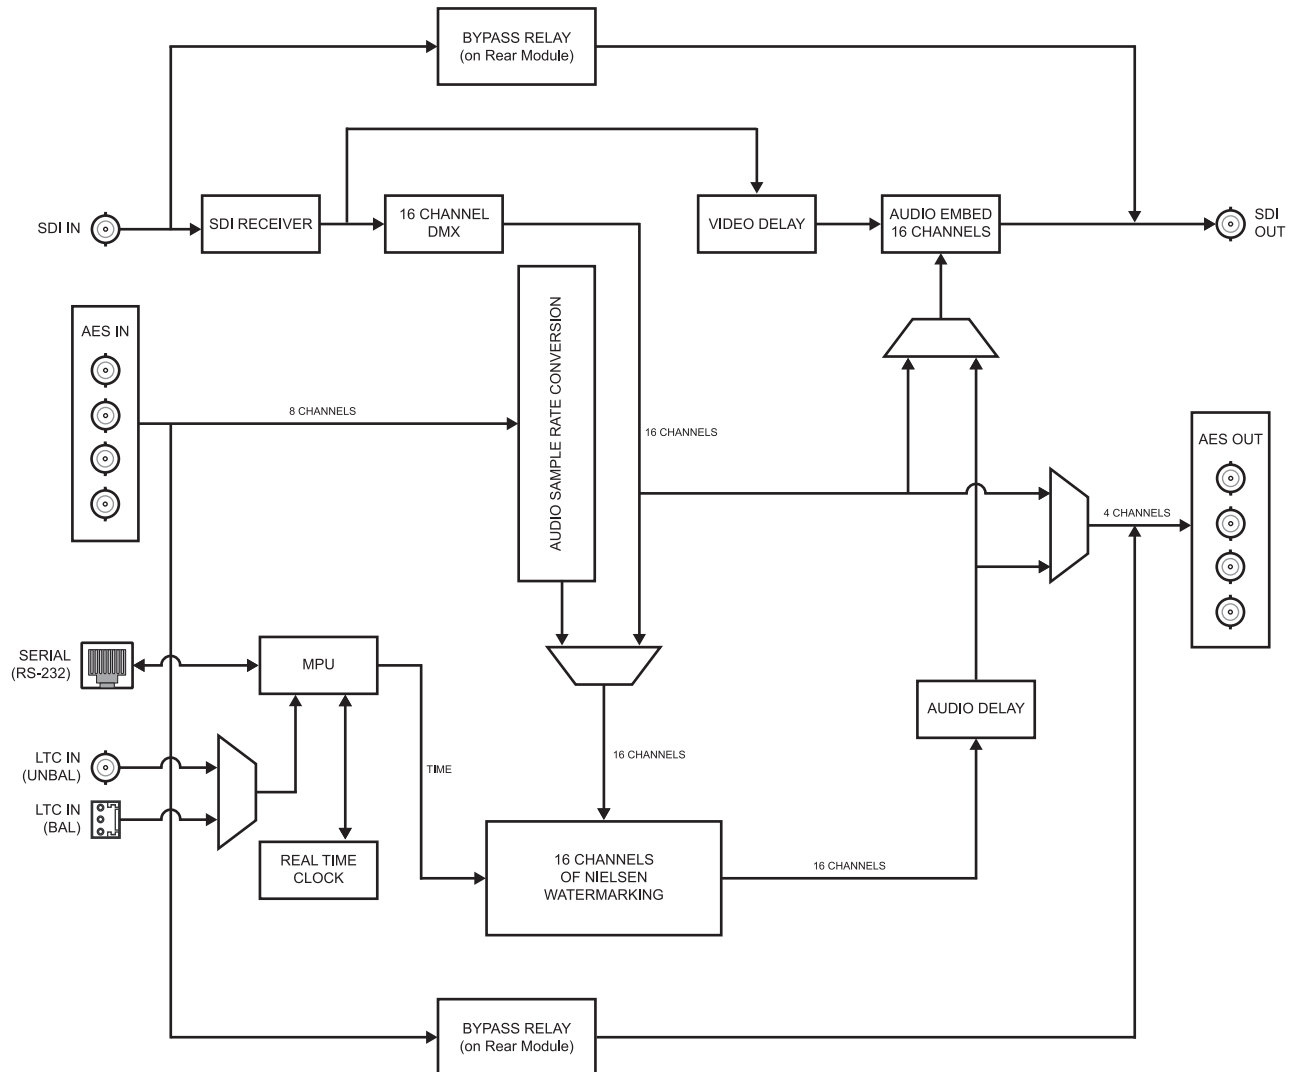 BYPASS RELAY
(on Rear Module)
SDI IN
SDI RECEIVER
16 CHANNEL
DMX
VIDEO DELAY
AUDIO EMBED
16 CHANNELS
SDI
OUT
AES IN
8 CHANNELS
AUDIO SAMPLE RATE CONVERSION
16 CHANNELS
AES OUT
4 CHANNELS
SERIAL
(RS-232)
MPU
AUDIO DELAY
LTC IN
(UNBAL)
TIME
16 CHANNELS
LTC IN
(BAL)
REAL TIME
CLOCK
16 CHANNELS
OF NIELSEN
WATERMARKING
16 CHANNELS
BYPASS RELAY
(on Rear Module)